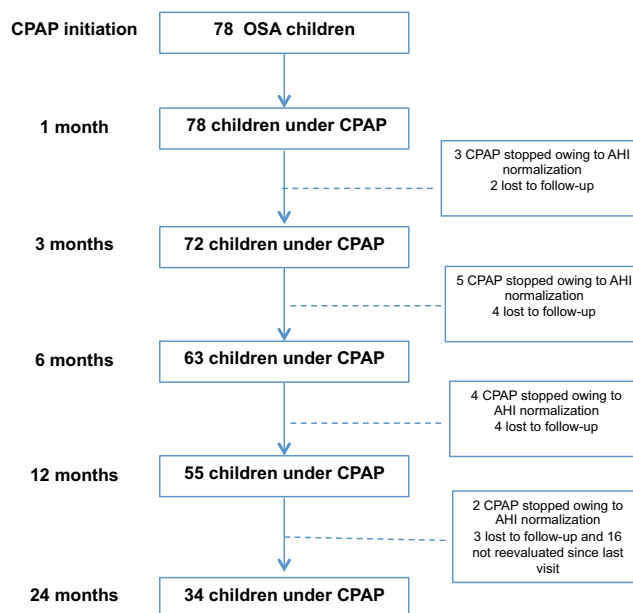 CPAP initiation
78 OSA children
1 month
78 children under CPAP
3 CPAP stopped owing to AHI
normalization
2 lost to follow-up
3 months
72 children under CPAP
5 CPAP stopped owing to AHI
normalization
4 lost to follow-up
6 months
63 children under CPAP
4 CPAP stopped owing to
AHI normalization
4 lost to follow-up
12 months
55 children under CPAP
2 CPAP stopped owing to
AHI normalization
3 lost to follow-up and 16
not reevaluated since last
visit
24 months
34 children under CPAP